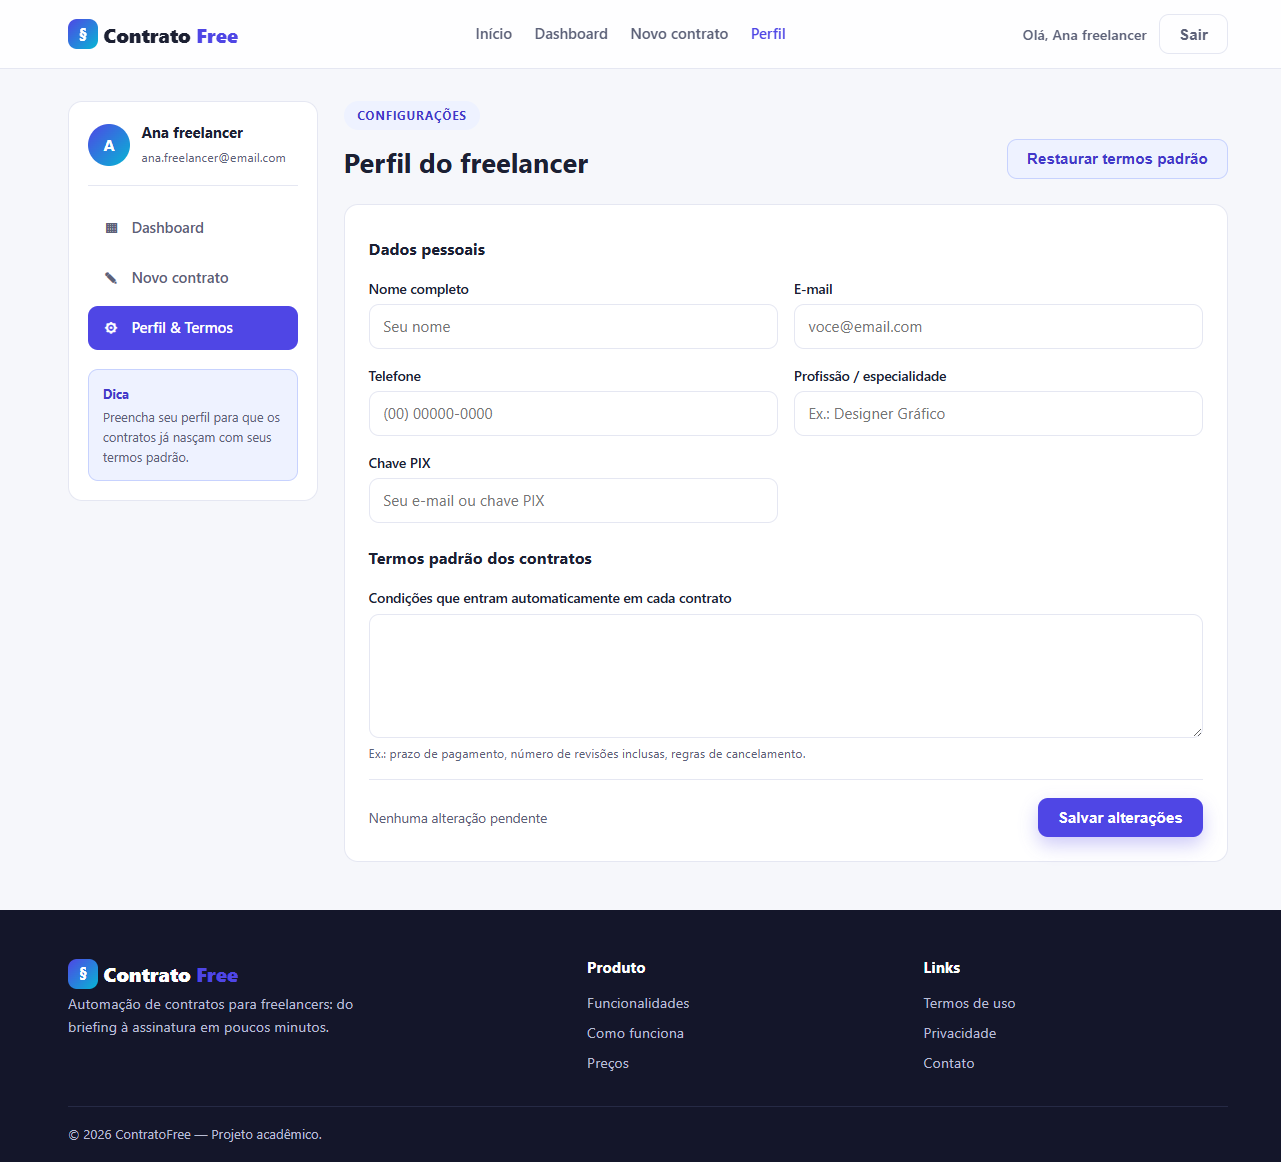 § Contrato Free
Início Dashboard Novo contrato Perfil
Olá, Ana freelancer Sair
A
Ana freelancer
ana.freelancer@email.com
Dashboard
Novo contrato
Perfil & Termos
Dica
Preencha seu perfil para que os
contratos já nasçam com seus
termos padrão.
CONFIGURAÇÕES
Perfil do freelancer
Restaurar termos padrão
Dados pessoais
Nome completo
Seu nome
E-mail
voce@email.com
Telefone
(00) 00000-0000
Profissão / especialidade
Ex.: Designer Gráfico
Chave PIX
Seu e-mail ou chave PIX
Termos padrão dos contratos
Condições que entram automaticamente em cada contrato
Ex.: prazo de pagamento, número de revisões inclusas, regras de cancelamento.
Nenhuma alteração pendente
Salvar alterações
§ Contrato Free
Automação de contratos para freelancers: do
briefing à assinatura em poucos minutos.
Produto
Funcionalidades
Como funciona
Preços
Links
Termos de uso
Privacidade
Contato
© 2026 ContratoFree — Projeto acadêmico.